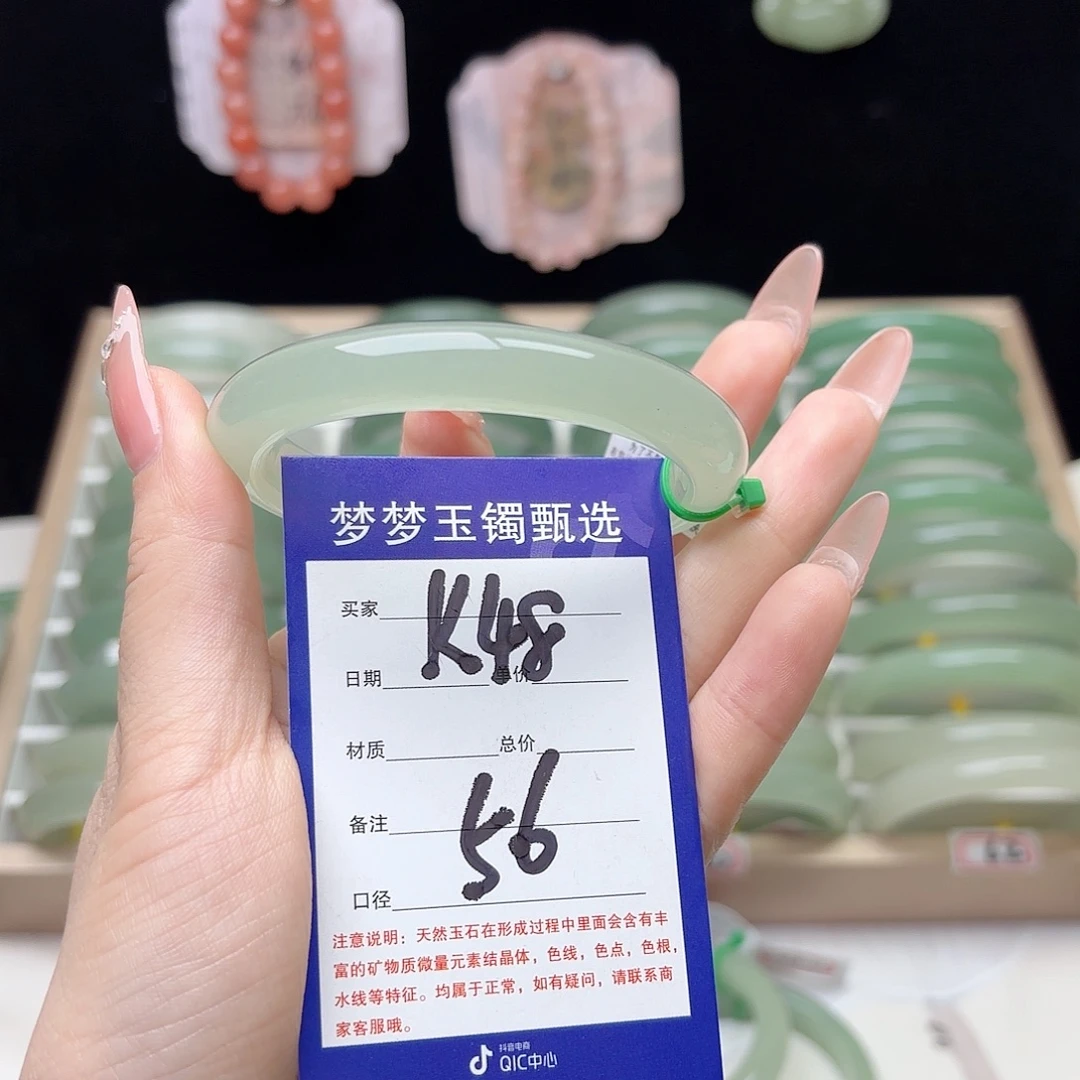 梦梦玉镯甄选
买家 K48
日期 单价
材质 总价
备注 56
口径
注意说明：天然玉石在形成过程中里面会含有丰
富的矿物质微量元素结晶体，色线，色点，色根，
水线等特征。均属于正常，如有疑问，请联系商
家客服哦。
抖音电商
QIC中心